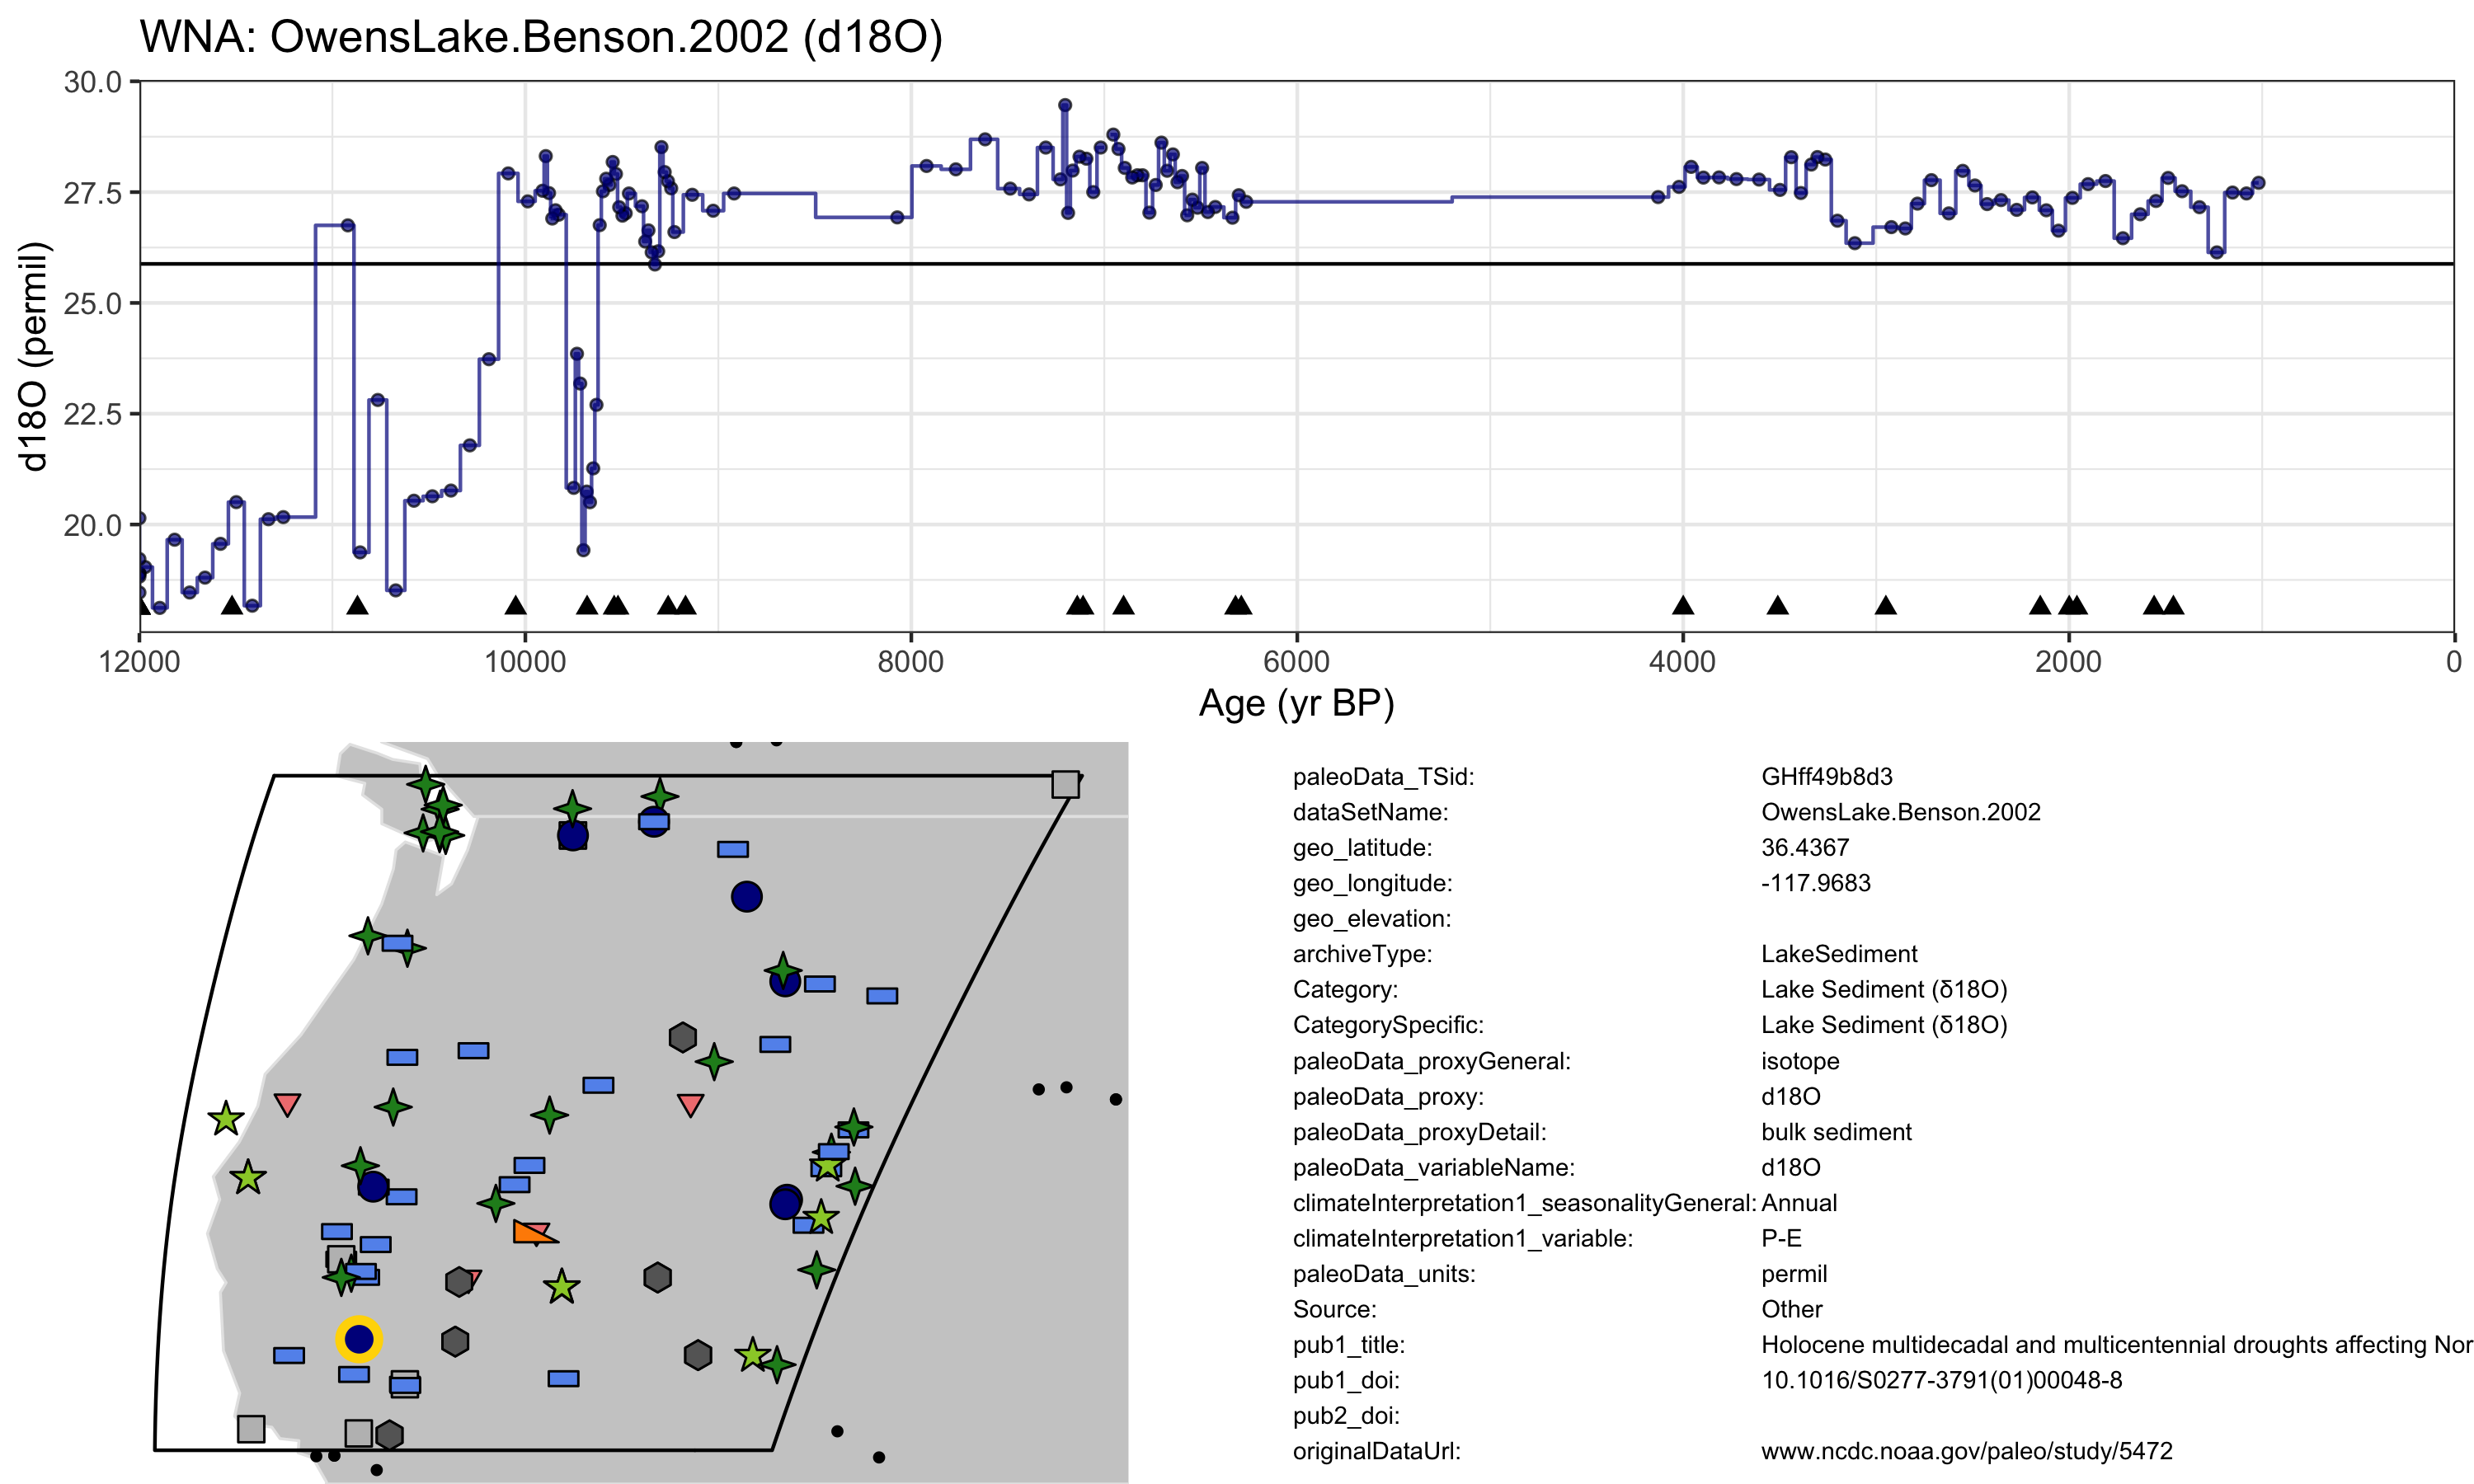 WNA: OwensLake.Benson.2002 (d18O)
d18O (permil)
30.0
27.5
25.0
22.5
20.0
12000 10000 8000 6000 4000 2000 0
Age (yr BP)
paleoData_TSid: GHff49b8d3
dataSetName: OwensLake.Benson.2002
geo_latitude: 36.4367
geo_longitude: -117.9683
geo_elevation:
archiveType: LakeSediment
Category: Lake Sediment (δ18O)
CategorySpecific: Lake Sediment (δ18O)
paleoData_proxyGeneral: isotope
paleoData_proxy: d18O
paleoData_proxyDetail: bulk sediment
paleoData_variableName: d18O
climateInterpretation1_seasonalityGeneral: Annual
climateInterpretation1_variable: P-E
paleoData_units: permil
Source: Other
pub1_title: Holocene multidecadal and multicentennial droughts affecting Nor
pub1_doi: 10.1016/S0277-3791(01)00048-8
pub2_doi:
originalDataUrl: www.ncdc.noaa.gov/paleo/study/5472